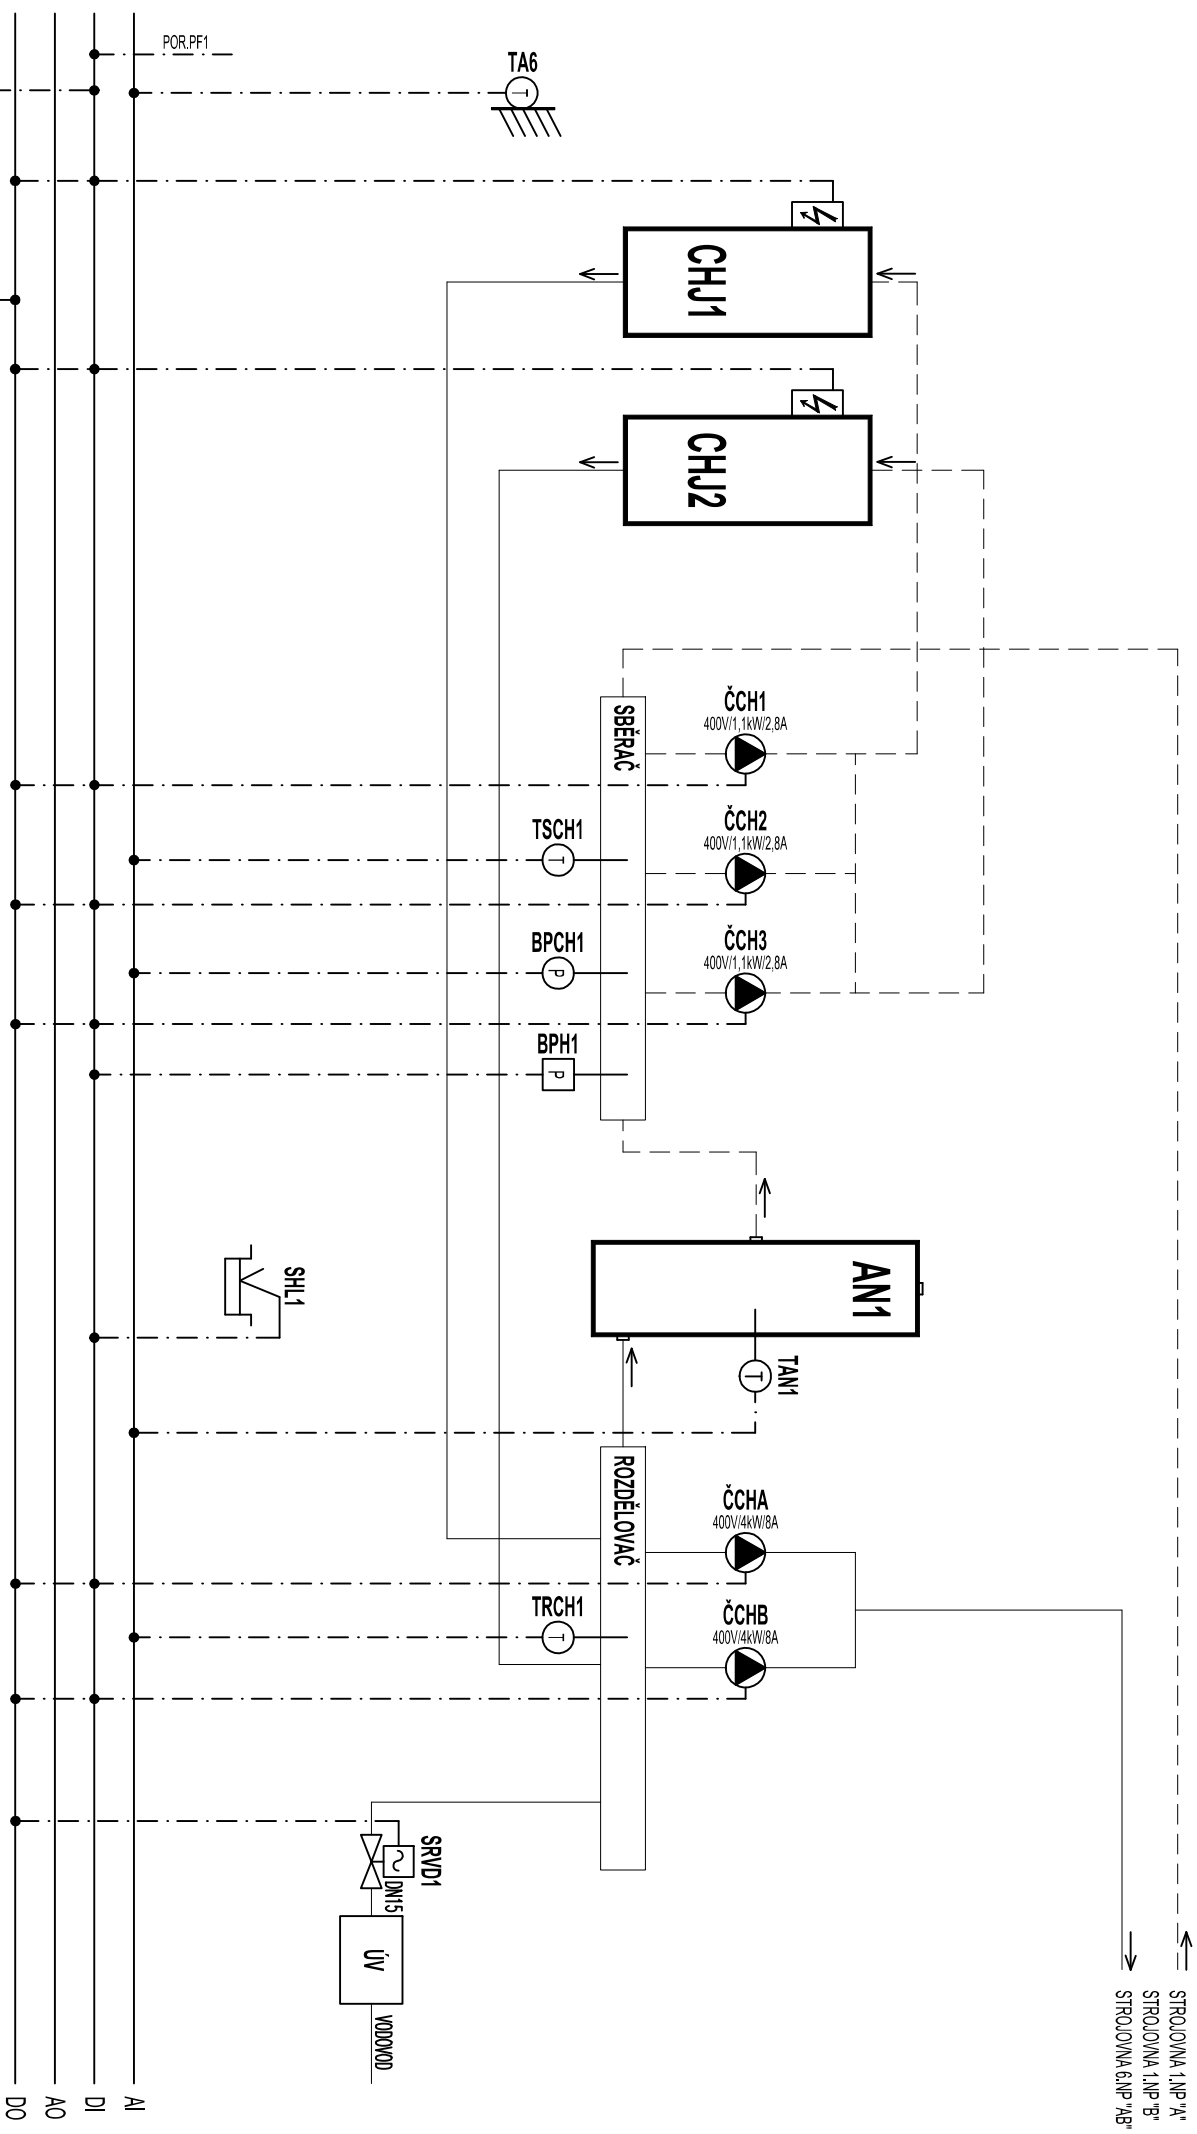 POR.PF1
TA6
CHJ1
CHJ2
SBĚRAČ
ČCH1
400V/1,1kW/2,8A
TSCH1
ČCH2
400V/1,1kW/2,8A
BPCH1
ČCH3
400V/1,1kW/2,8A
BPH1
T
T
P
P
AN1
SHL1
TAN1
T
ROZDĚLOVAČ
ČCHA
400V/4kW/8A
TRCH1
T
ČCHB
400V/4kW/8A
SRVD1
DN15
ÚV
VODOVOD
STROJOVNA 1.NP "A"
STROJOVNA 1.NP "B"
STROJOVNA 6.NP "AB"
AI
DI
AO
DO